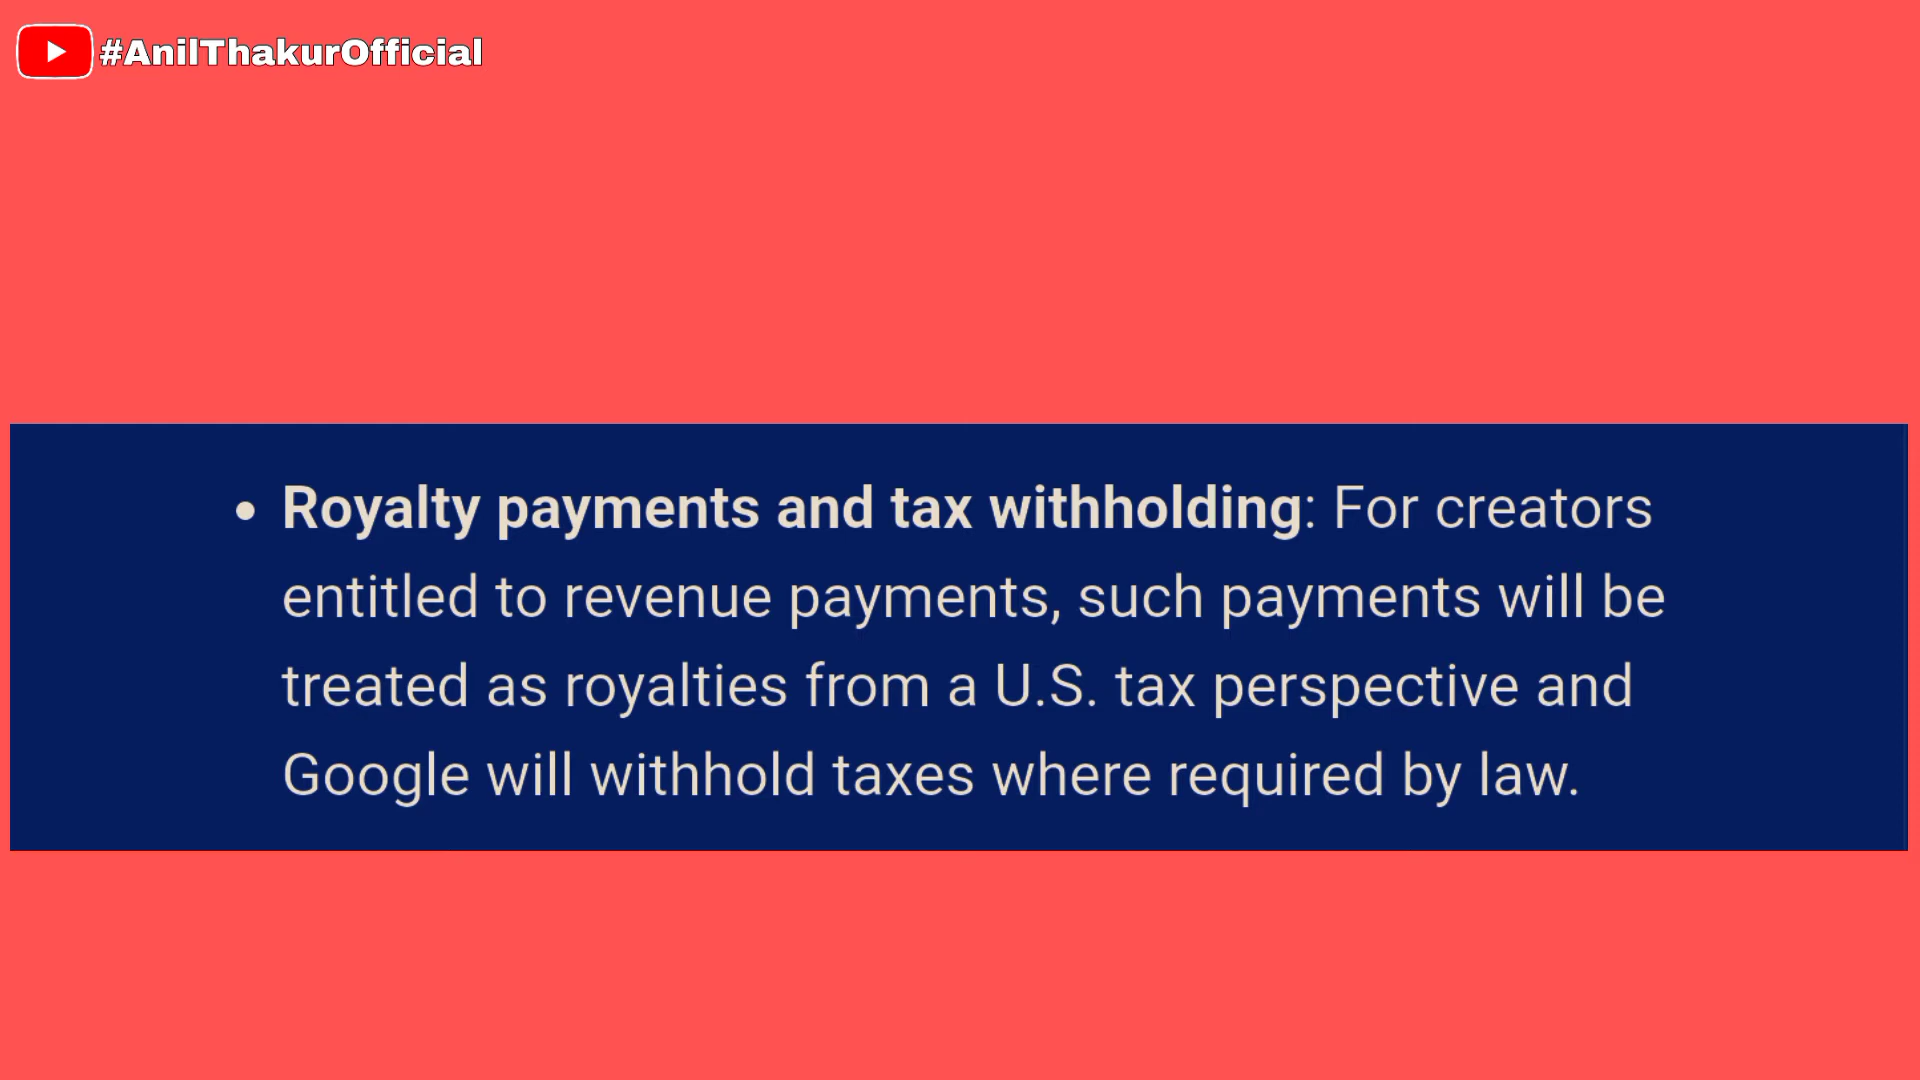 #AnilThakurOfficial
• Royalty payments and tax withholding: For creators
entitled to revenue payments, such payments will be
treated as royalties from a U.S. tax perspective and
Google will withhold taxes where required by law.